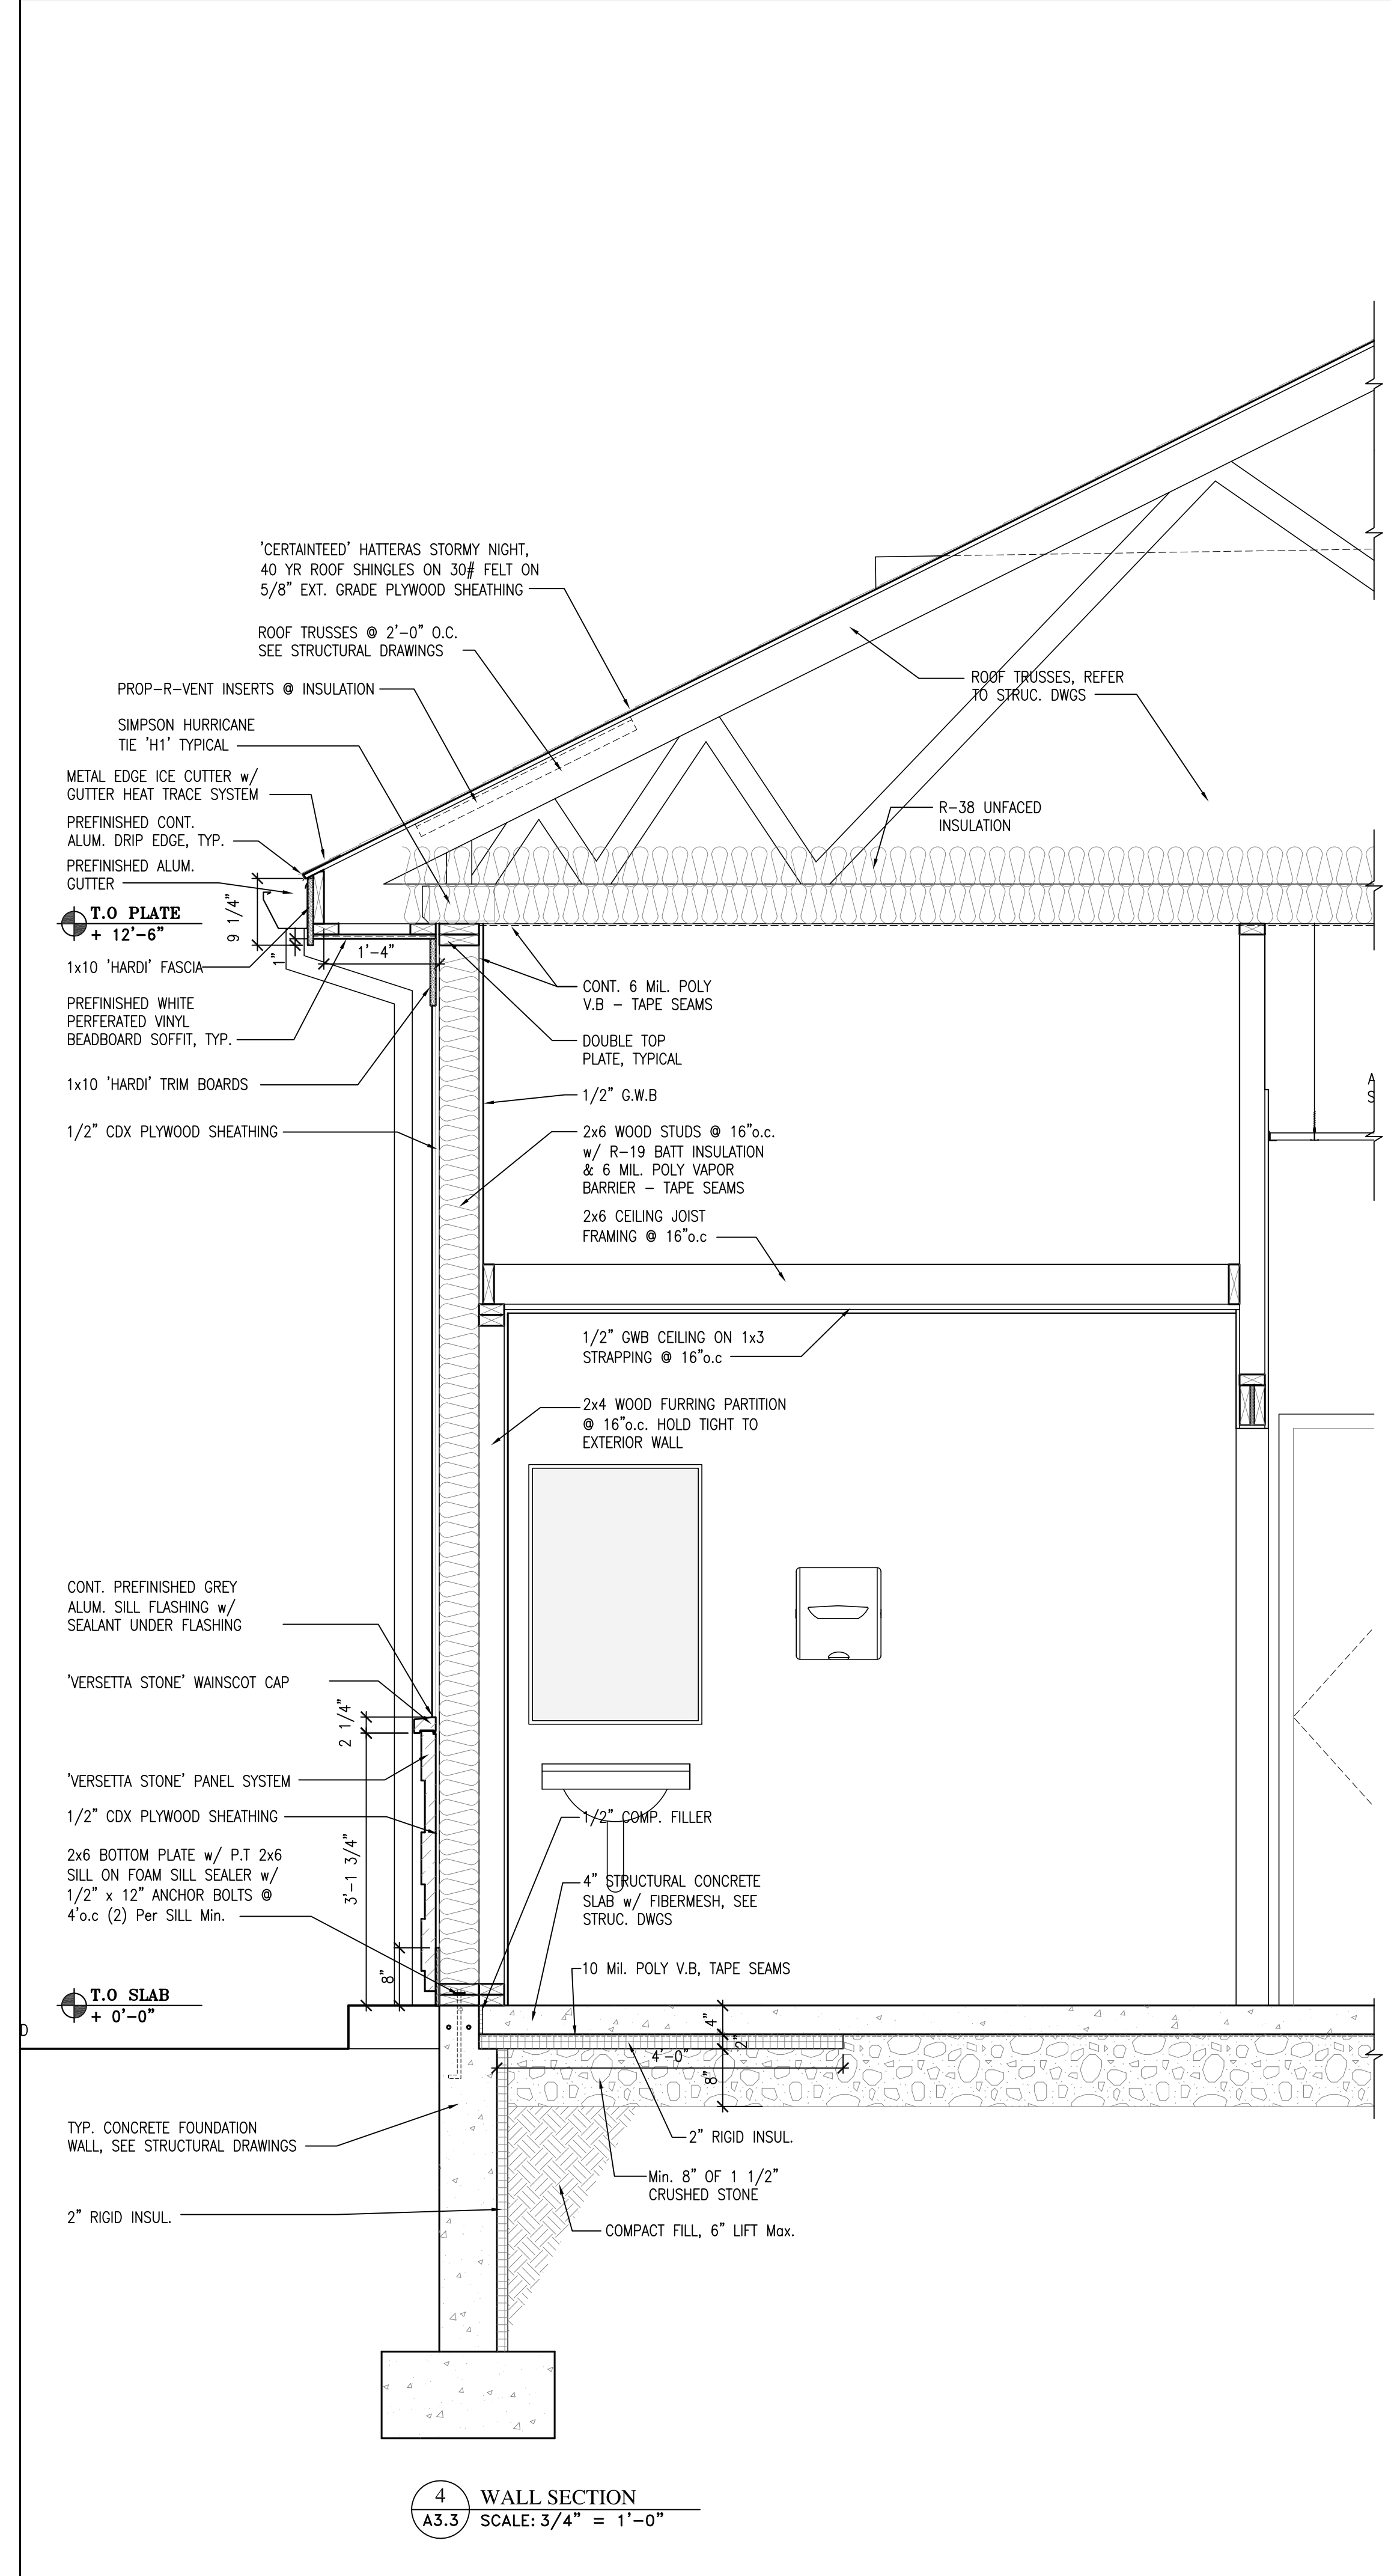 'CERTAINTEED' HATTERAS STORMY NIGHT,
40 YR ROOF SHINGLES ON 30# FELT ON
5/8" EXT. GRADE PLYWOOD SHEATHING
ROOF TRUSSES @ 2'-0" O.C.
SEE STRUCTURAL DRAWINGS
PROP-R-VENT INSERTS @ INSULATION
SIMPSON HURRICANE
TIE 'H1' TYPICAL
METAL EDGE ICE CUTTER w/
GUTTER HEAT TRACE SYSTEM
PREFINISHED CONT.
ALUM. DRIP EDGE, TYP.
PREFINISHED ALUM.
GUTTER
9 1/4"
T.O PLATE
+ 12'-6"
1"
1'-4"
1x10 'HARDI' FASCIA
PREFINISHED WHITE
PERFERATED VINYL
BEADBOARD SOFFIT, TYP.
1x10 'HARDI' TRIM BOARDS
1/2" CDX PLYWOOD SHEATHING
ROOF TRUSSES, REFER
TO STRUC. DWGS
R-38 UNFACED
INSULATION
CONT. 6 MiL. POLY
V.B - TAPE SEAMS
DOUBLE TOP
PLATE, TYPICAL
1/2" G.W.B
2x6 WOOD STUDS @ 16"o.c.
w/ R-19 BATT INSULATION
& 6 MIL. POLY VAPOR
BARRIER - TAPE SEAMS
2x6 CEILING JOIST
FRAMING @ 16"o.c
A
S
1/2" GWB CEILING ON 1x3
STRAPPING @ 16"o.c
2x4 WOOD FURRING PARTITION
@ 16"o.c. HOLD TIGHT TO
EXTERIOR WALL
CONT. PREFINISHED GREY
ALUM. SILL FLASHING w/
SEALANT UNDER FLASHING
'VERSETTA STONE' WAINSCOT CAP
2 1/4"
'VERSETTA STONE' PANEL SYSTEM
1/2" CDX PLYWOOD SHEATHING
3'-1 3/4"
2x6 BOTTOM PLATE w/ P.T 2x6
SILL ON FOAM SILL SEALER w/
1/2" x 12" ANCHOR BOLTS @
4'o.c (2) Per SILL Min.
8"
1/2" COMP. FILLER
4" STRUCTURAL CONCRETE
SLAB w/ FIBERMESH, SEE
STRUC. DWGS
10 Mil. POLY V.B, TAPE SEAMS
T.O SLAB
+ 0'-0"
D
4"
2"
4'-0"
8"
TYP. CONCRETE FOUNDATION
WALL, SEE STRUCTURAL DRAWINGS
2" RIGID INSUL.
2" RIGID INSUL.
Min. 8" OF 1 1/2"
CRUSHED STONE
COMPACT FILL, 6" LIFT Max.
4
A3.3
WALL SECTION
SCALE: 3/4" = 1'-0"